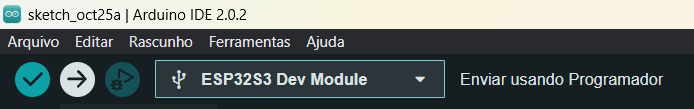 sketch_oct25a | Arduino IDE 2.0.2
Arquivo Editar Rascunho Ferramentas Ajuda
ESP32S3 Dev Module Enviar usando Programador